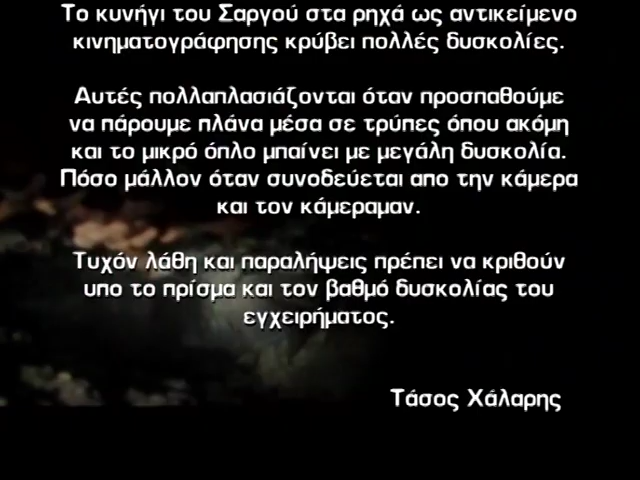 Το κυνήγι του Σαργού στα ρηχά ως αντικείμενο
κινηματογράφησης κρύβει πολλές δυσκολίες.
Αυτές πολλαπλασιάζονται όταν προσπαθούμε
να πάρουμε πλάνα μέσα σε τρύπες όπου ακόμη
και το μικρό όπλο μπαίνει με μεγάλη δυσκολία.
Πόσο μάλλον όταν συνοδεύεται απο την κάμερα
και τον κάμεραμαν.
Τυχόν λάθη και παραλήψεις πρέπει να κριθούν
υπο το πρίσμα και τον βαθμό δυσκολίας του
εγχειρήματος.
Τάσος Χάλαρης